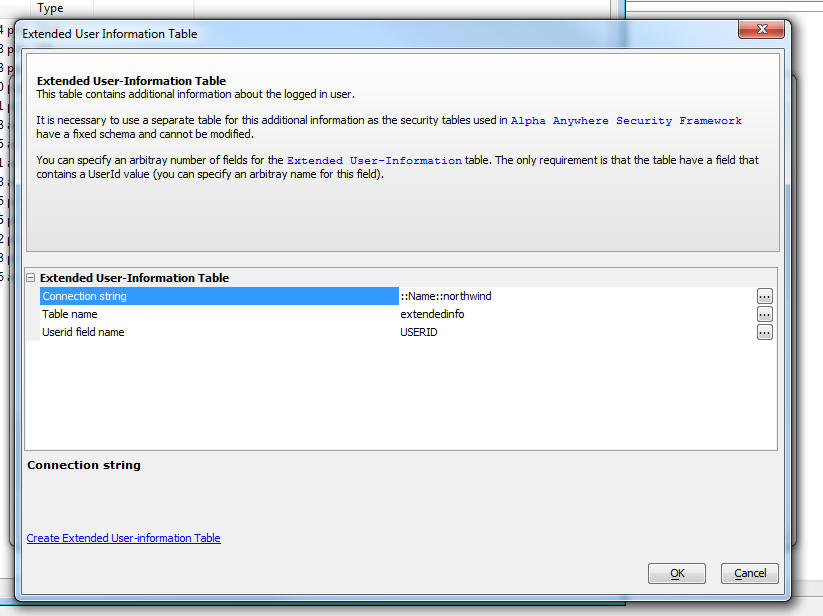 Type
Extended User Information Table
Extended User-Information Table
This table contains additional information about the logged in user.
It is necessary to use a separate table for this additional information as the security tables used in Alpha Anywhere Security Framework
have a fixed schema and cannot be modified.
You can specify an arbitray number of fields for the Extended User-Information table. The only requirement is that the table have a field that
contains a UserId value (you can specify an arbitray name for this field).
Extended User-Information Table
Connection string ::Name::northwind ...
Table name extendedinfo ...
Userid field name USERID ...
Connection string
Create Extended User-information Table
OK Cancel